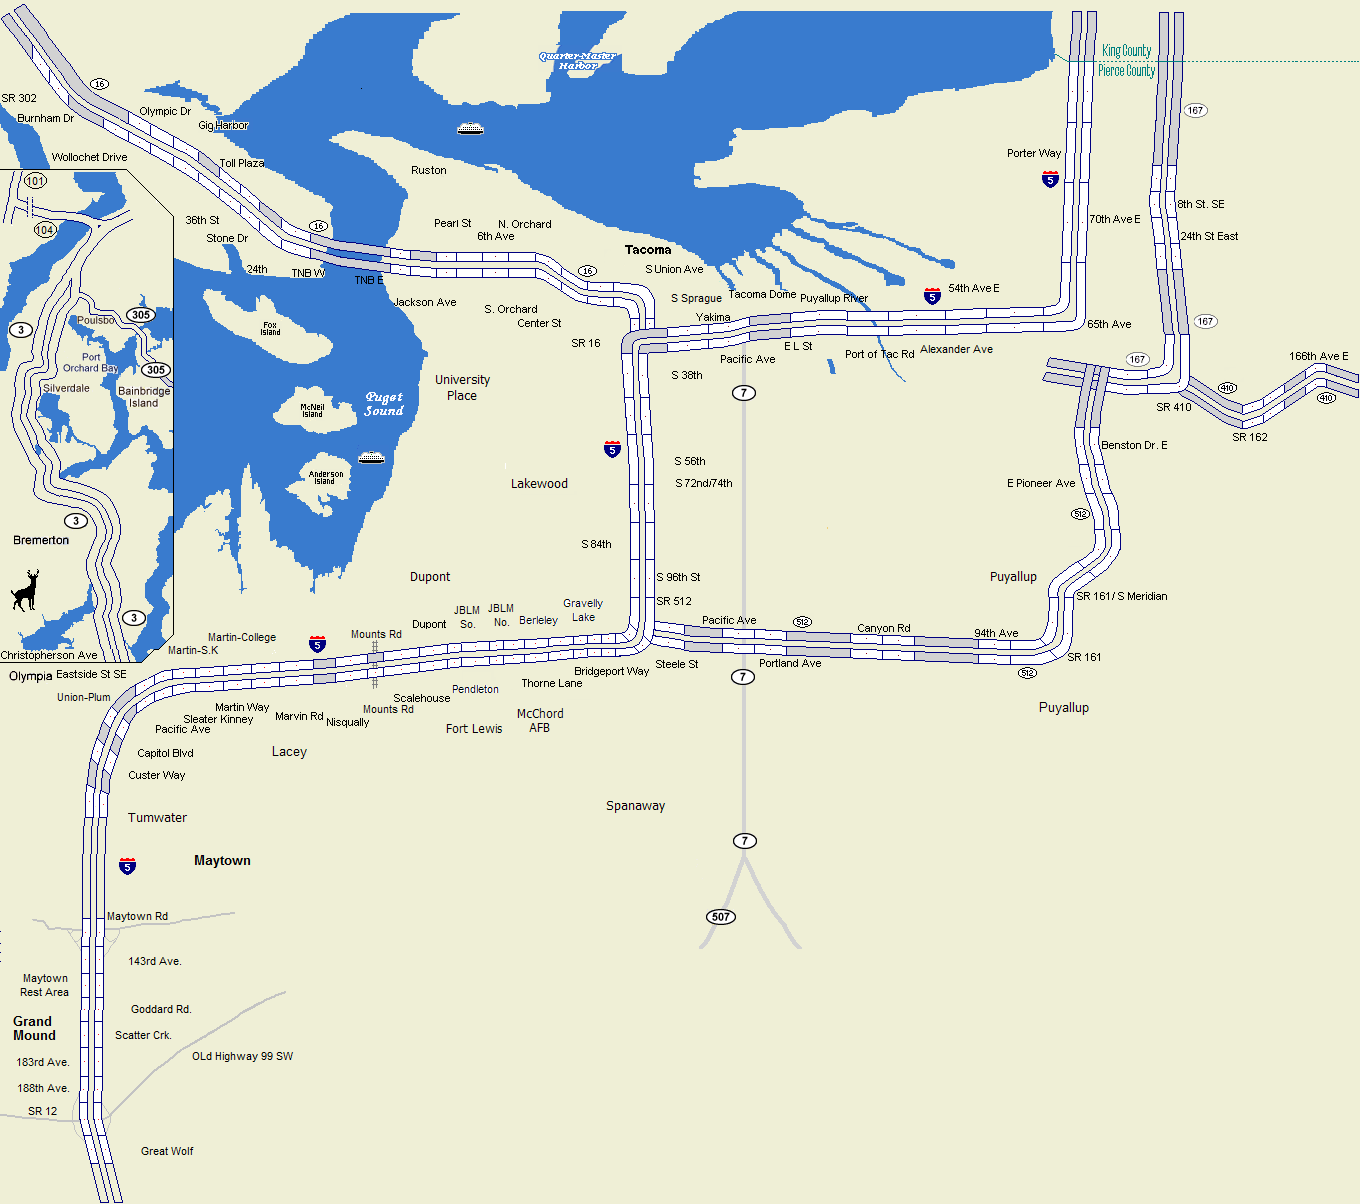 King County
Pierce County
Quarter-Master
Harbor
16
SR 302
Burnham Dr
Olympic Dr
Gig Harbor
167
Wollochet Drive
Toll Plaza
Ruston
Porter Way
5
101
104
36th St
Stone Dr
16
Pearl St
N. Orchard
6th Ave
8th St. SE
70th Ave E
24th St East
Tacoma
24th
TNB W
TNB E
16
S Union Ave
Jackson Ave
S. Orchard
Center St
S Sprague
Tacoma Dome
Puyallup River
5
54th Ave E
Yakima
65th Ave
167
3
Poulsbo
305
Fox
Island
SR 16
Pacific Ave
E L St
Port of Tac Rd
Alexander Ave
167
166th Ave E
Port
Orchard Bay
305
Silverdale
Bainbridge
Island
University
Place
S 38th
7
410
410
SR 410
SR 162
McNeil
Island
Puget
Sound
5
Benston Dr. E
S 56th
S 72nd/74th
Lakewood
E Pioneer Ave
Anderson
Island
512
3
Bremerton
S 84th
Dupont
S 96th St
Puyallup
SR 512
SR 161/ S Meridian
3
JBLM
So.
JBLM
No.
Gravelly
Lake
Dupont
Berleley
Pacific Ave
512
Canyon Rd
94th Ave
Martin-College
5
Mounts Rd
Martin-S.K
Christopherson Ave
Olympia
Eastside St SE
Union-Plum
Bridgeport Way
Steele St
Portland Ave
SR 161
512
7
Thorne Lane
Pendleton
Scalehouse
Mounts Rd
Martin Way
Sleater Kinney
Marvin Rd
Nisqually
Pacific Ave
Fort Lewis
McChord
AFB
Puyallup
Capitol Blvd
Lacey
Custer Way
Tumwater
Spanaway
7
Maytown
5
Maytown Rd
507
143rd Ave.
Maytown
Rest Area
Goddard Rd.
Grand
Mound
Scatter Crk.
183rd Ave.
OLd Highway 99 SW
188th Ave.
SR 12
Great Wolf